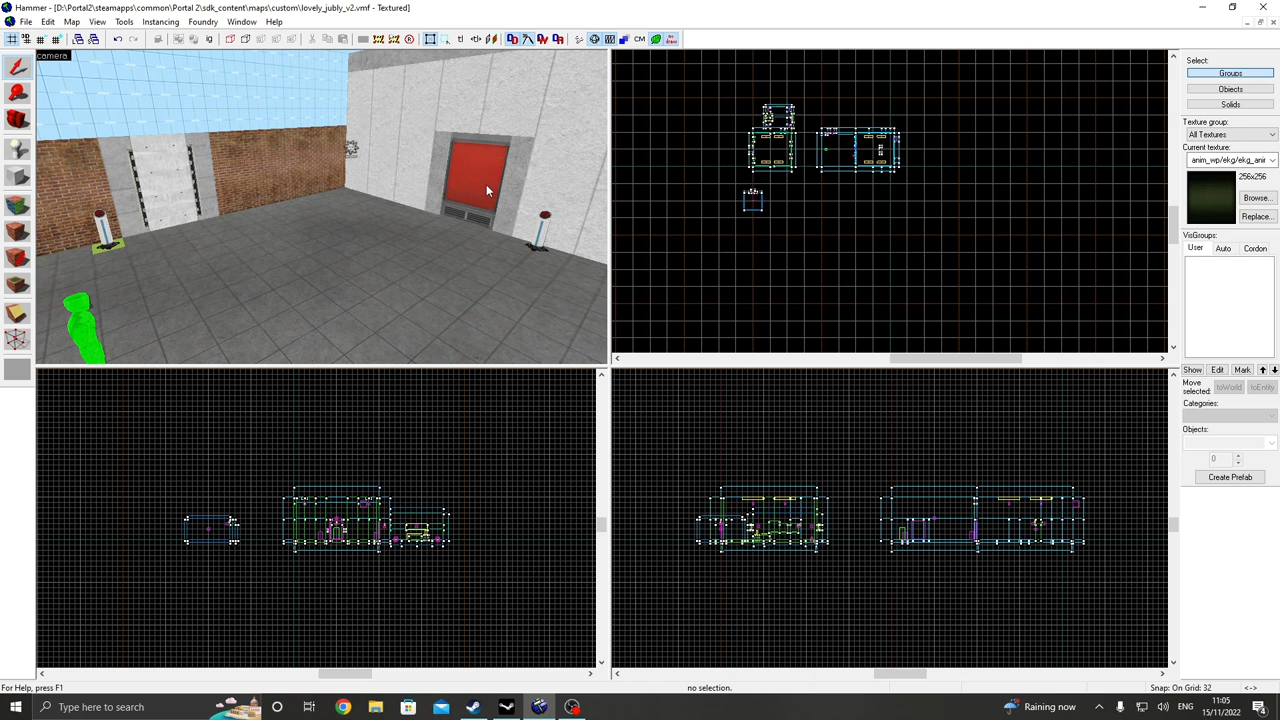 Hammer - [D:\Portal2\steamapps\common\Portal 2\sdk_content\maps\custom\lovely_jubly_v2.vmf - Textured]
File Edit Map View Tools Instancing Foundry Window Help
camera
Select:
Groups
Objects
Solids
Texture group:
All Textures
Current texture:
anim_wp/ekg/ekg_anir
256x256
Browse...
Replace...
VisGroups:
User Auto Cordon
Show Edit Mark
Move selected:
toWorld toEntity
Categories:
Objects:
0
Create Prefab
For Help, press F1
no selection.
Snap: On Grid: 32
<->
Type here to search
Raining now
11:05
15/11/2022